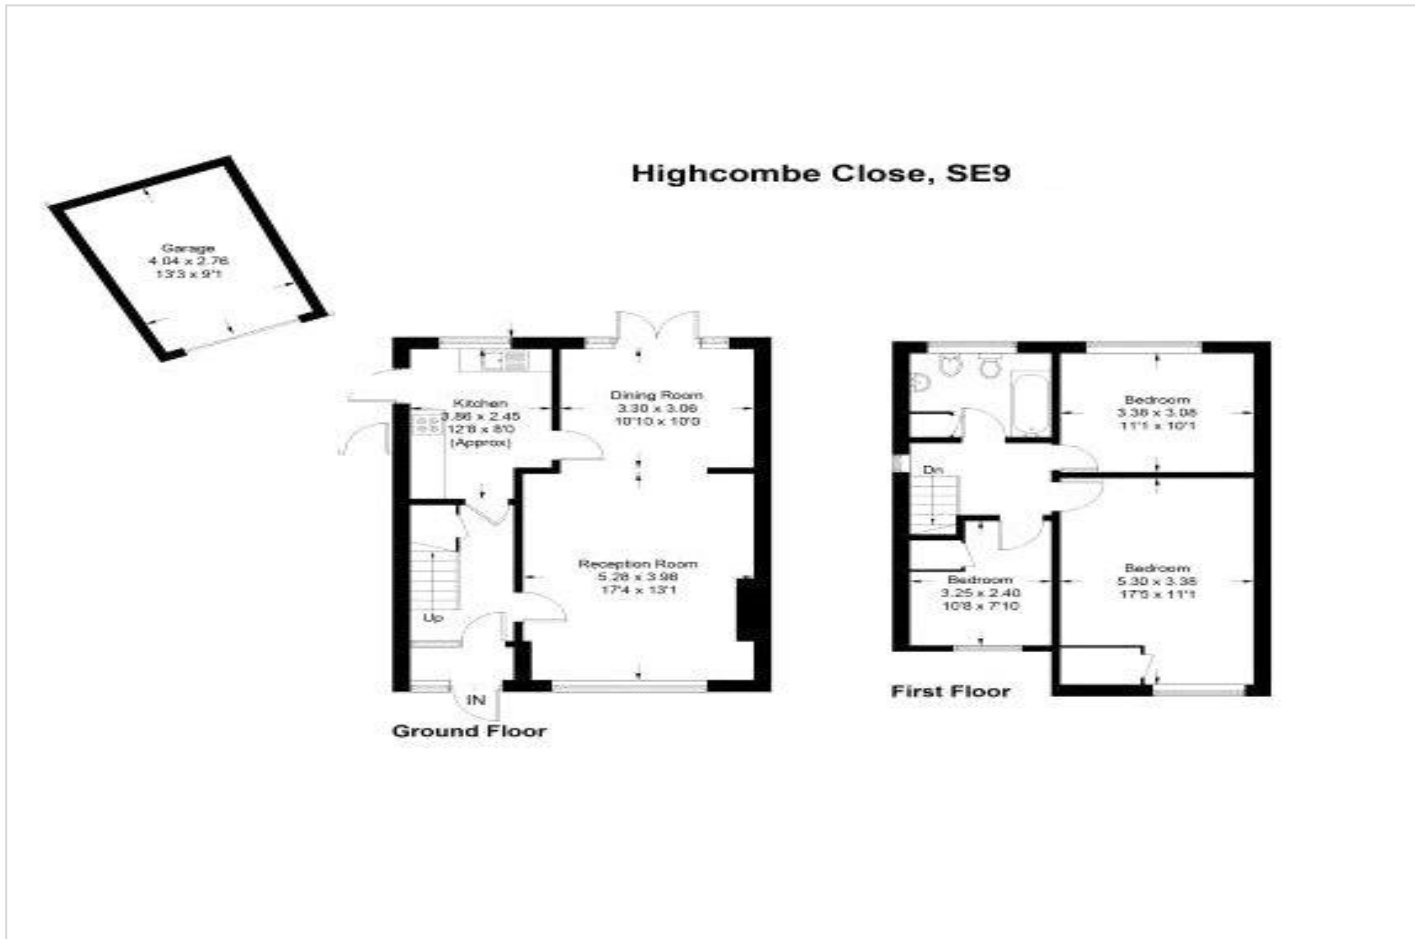 Highcombe Close, SE9
Garage
4.04 x 2.76
13'3 x 9'1
Kitchen
3.86 x 2.45
12'8 x 8'0
(Approx)
Dining Room
3.30 x 3.06
10'10 x 10'0
Reception Room
5.28 x 3.98
17'4 x 13'1
Up
IN
Ground Floor
Bedroom
3.38 x 3.08
11'1 x 10'1
Dn
Bedroom
5.30 x 3.38
17'5 x 11'1
Bedroom
3.25 x 2.40
10'8 x 7'10
First Floor